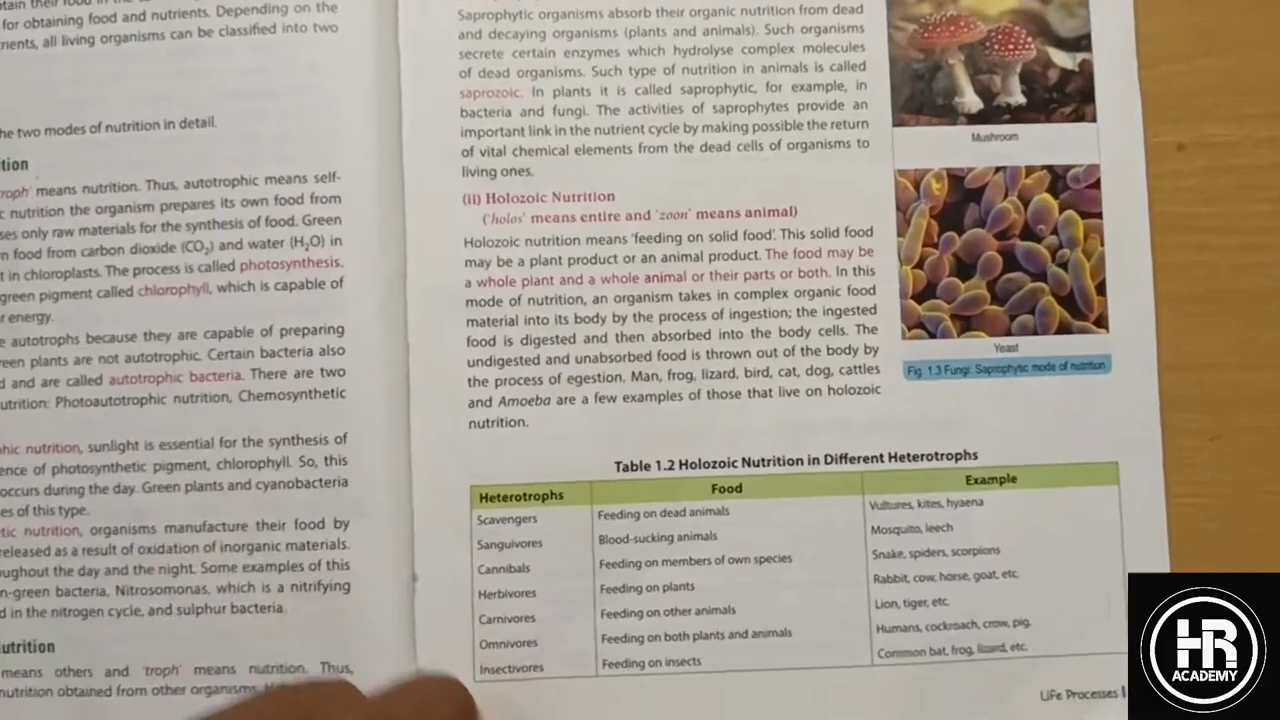 for obtaining food and nutrients. Depending on the
all living organisms can be classified into two
he two modes of nutrition in detail.
tion
troph' means nutrition. Thus, autotrophic means self-
c nutrition the organism prepares its own food from
ses only raw materials for the synthesis of food. Green
food from carbon dioxide (CO₂) and water (H₂O) in
t in chloroplasts. The process is called photosynthesis.
green pigment called chlorophyll, which is capable of
r energy.
e autotrophs because they are capable of preparing
reen plants are not autotrophic. Certain bacteria also
d and are called autotrophic bacteria. There are two
utrition: Photoautotrophic nutrition, Chemosynthetic
phic nutrition, sunlight is essential for the synthesis of
ence of photosynthetic pigment, chlorophyll. So, this
occurs during the day. Green plants and cyanobacteria
es of this type.
etic nutrition, organisms manufacture their food by
released as a result of oxidation of inorganic materials.
ughout the day and the night. Some examples of this
n-green bacteria, Nitrosomonas, which is a nitrifying
d in the nitrogen cycle, and sulphur bacteria.
utrition
means others and 'troph' means nutrition. Thus,
nutrition obtained from other organisms.
Saprophytic organisms absorb their organic nutrition from dead
and decaying organisms (plants and animals). Such organisms
secrete certain enzymes which hydrolyse complex molecules
of dead organisms. Such type of nutrition in animals is called
saprozoic. In plants it is called saprophytic, for example, in
bacteria and fungi. The activities of saprophytes provide an
important link in the nutrient cycle by making possible the return
of vital chemical elements from the dead cells of organisms to
living ones.
(ii) Holozoic Nutrition
('holos' means entire and 'zoon' means animal)
Holozoic nutrition means 'feeding on solid food'. This solid food
may be a plant product or an animal product. The food may be
a whole plant and a whole animal or their parts or both. In this
mode of nutrition, an organism takes in complex organic food
material into its body by the process of ingestion; the ingested
food is digested and then absorbed into the body cells. The
undigested and unabsorbed food is thrown out of the body by
the process of egestion. Man, frog, lizard, bird, cat, dog, cattles
and Amoeba are a few examples of those that live on holozoic
nutrition.
Mushroom
Yeast
Fig. 1.3 Fungi: Saprophytic mode of nutrition
Table 1.2 Holozoic Nutrition in Different Heterotrophs
Heterotrophs Food Example
Scavengers Feeding on dead animals Vultures, kites, hyaena
Sanguivores Blood-sucking animals Mosquito, leech
Cannibals Feeding on members of own species Snake, spiders, scorpions
Herbivores Feeding on plants Rabbit, cow, horse, goat, etc.
Carnivores Feeding on other animals Lion, tiger, etc.
Omnivores Feeding on both plants and animals Humans, cockroach, crow, pig.
Insectivores Feeding on insects Common bat, frog, lizard, etc.
Life Processes
HR
ACADEMY